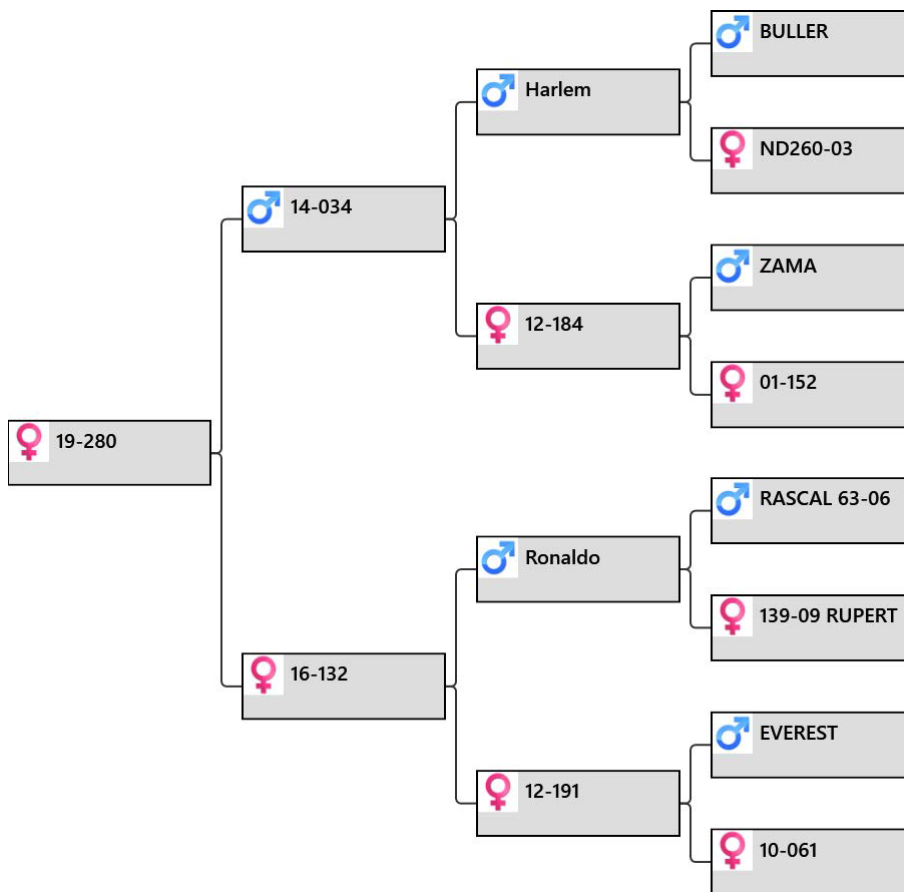 BULLER
Harlem
ND260-03
14-034
ZAMA
12-184
01-152
19-280
RASCAL 63-06
Ronaldo
139-09 RUPERT
16-132
EVEREST
12-191
10-061